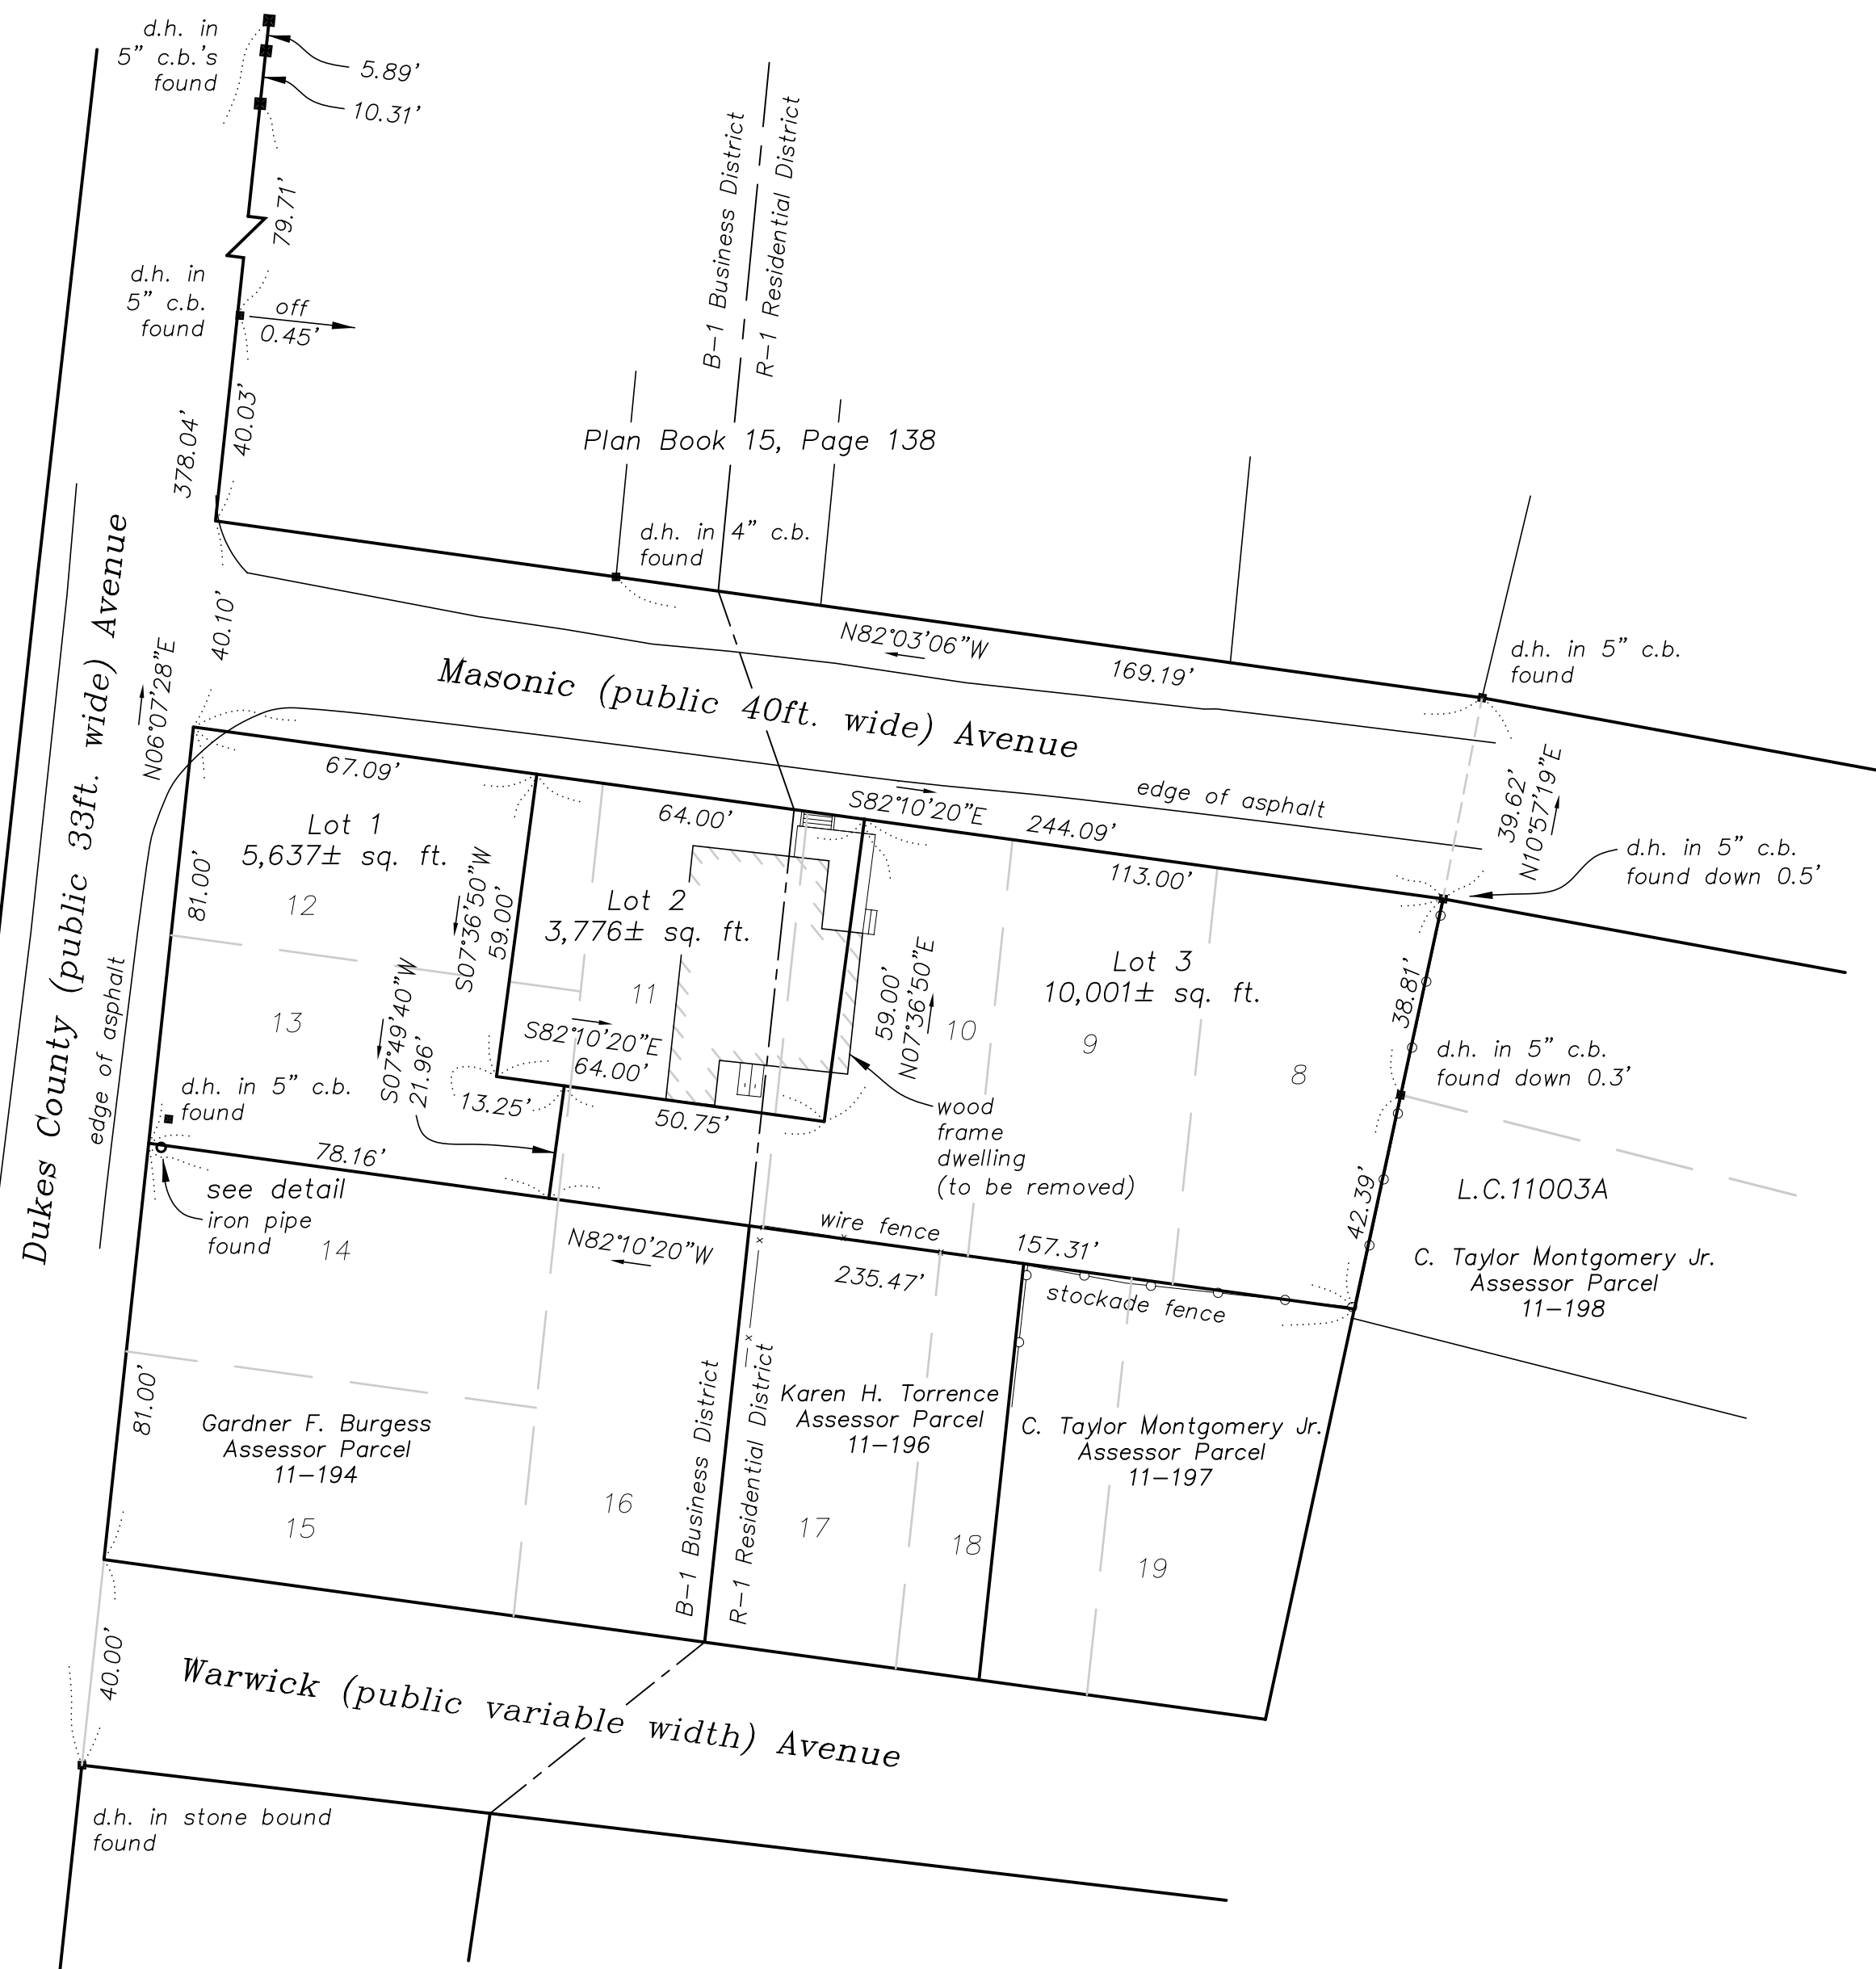 d.h. in
5" c.b.'s
found
5.89'
10.31'
79.71'
B-1 Business District
R-1 Residential District
d.h. in
5" c.b.
found
off
0.45'
378.04'
40.03'
Plan Book 15, Page 138
d.h. in 4" c.b.
found
N82°03'06"W
169.19'
d.h. in 5" c.b.
found
40.10'
N06°07'28"E
Masonic (public 40ft. wide) Avenue
Dukes County (public 33ft. wide) Avenue
edge of asphalt
39.62'
N10°57'19"E
67.09'
64.00'
S82°10'20"E
244.09'
edge of asphalt
113.00'
d.h. in 5" c.b.
found down 0.5'
Lot 1
5,637± sq. ft.
81.00'
12
S07°36'50"W
59.00'
Lot 2
3,776± sq. ft.
11
59.00'
N07°36'50"E
Lot 3
10,001± sq. ft.
10
9
8
38.81'
13
S07°49'40"W
21.96'
S82°10'20"E
64.00'
13.25'
50.75'
d.h. in 5" c.b.
found
d.h. in 5" c.b.
found down 0.3'
wood
frame
dwelling
(to be removed)
78.16'
see detail
iron pipe
found
14
N82°10'20"W
wire fence
157.31'
235.47'
stockade fence
42.39'
L.C.11003A
C. Taylor Montgomery Jr.
Assessor Parcel
11-198
81.00'
Gardner F. Burgess
Assessor Parcel
11-194
15
16
B-1 Business District
R-1 Residential District
Karen H. Torrence
Assessor Parcel
11-196
17
18
C. Taylor Montgomery Jr.
Assessor Parcel
11-197
19
40.00'
Warwick (public variable width) Avenue
d.h. in stone bound
found